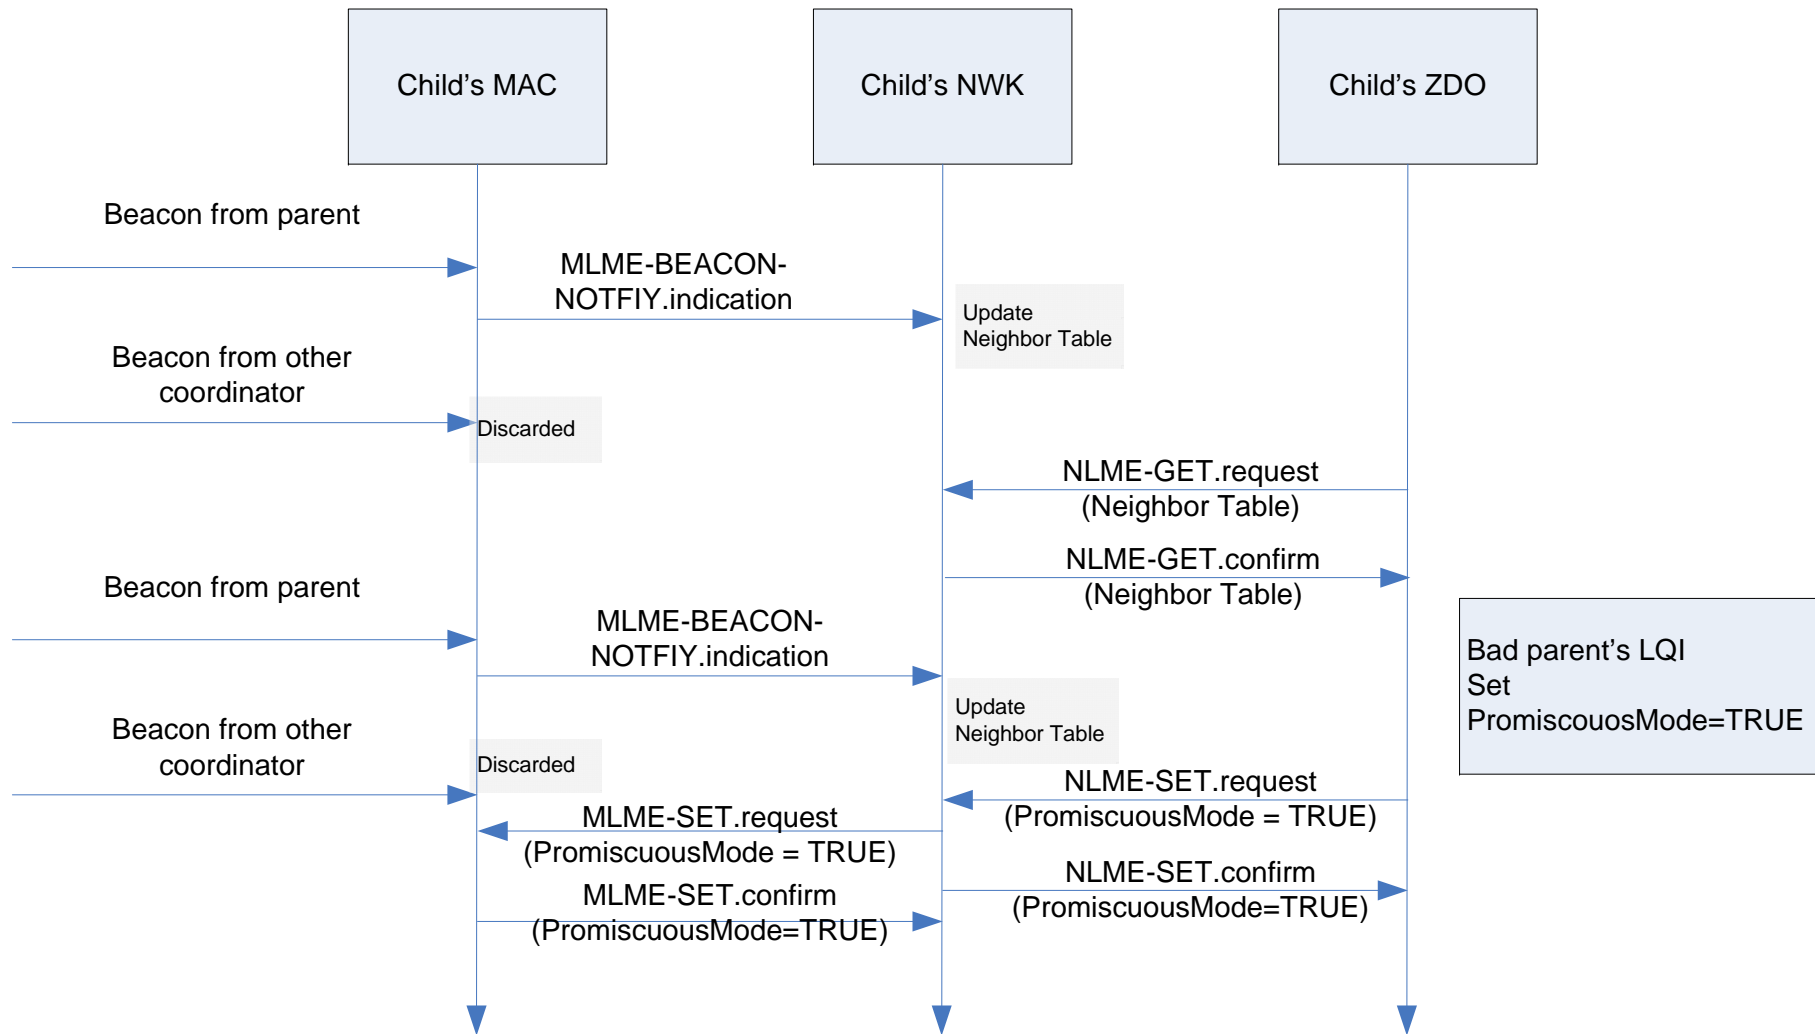 Child’s MAC
Child’s NWK
Child’s ZDO
Beacon from parent
MLME-BEACON-
NOTFIY.indication
Update
Neighbor Table
Beacon from other
coordinator
Discarded
NLME-GET.request
(Neighbor Table)
NLME-GET.confirm
(Neighbor Table)
Beacon from parent
MLME-BEACON-
NOTFIY.indication
Bad parent’s LQI
Set
PromiscouosMode=TRUE
Update
Neighbor Table
Beacon from other
coordinator
Discarded
NLME-SET.request
(PromiscuousMode = TRUE)
MLME-SET.request
(PromiscuousMode = TRUE)
NLME-SET.confirm
(PromiscuousMode=TRUE)
MLME-SET.confirm
(PromiscuousMode=TRUE)